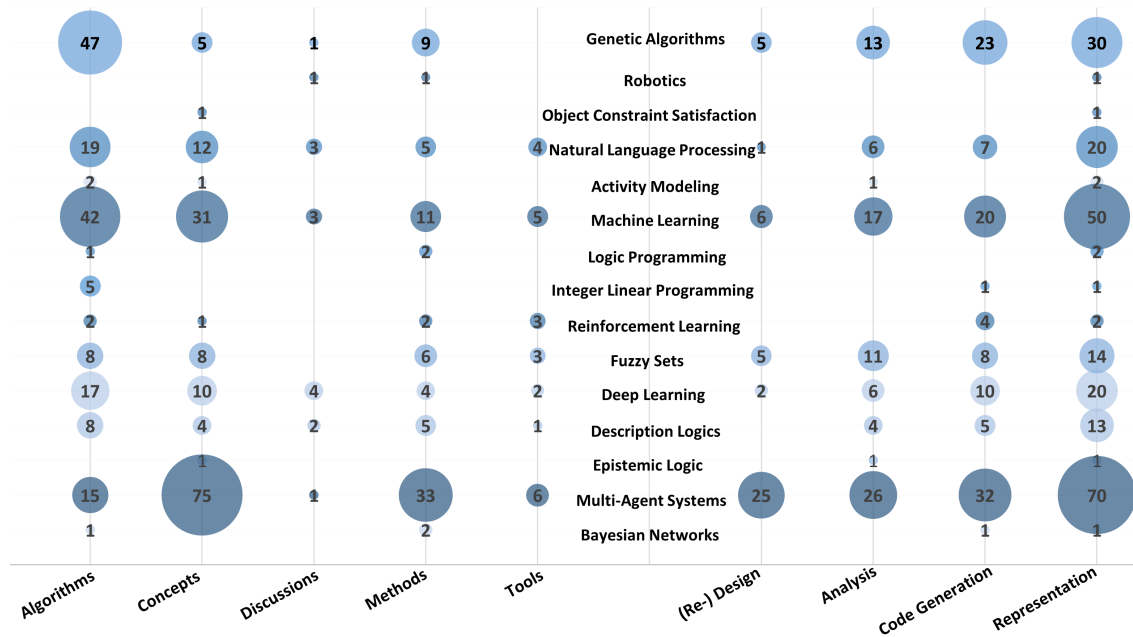 47 5 1 9 Genetic Algorithms 5 13 23 30
1 1 Robotics 1
1 Object Constraint Satisfaction 1
19 12 3 5 4 Natural Language Processing 1 6 7 20
2 1 Activity Modeling 1 2
42 31 3 11 5 Machine Learning 6 17 20 50
1 2 Logic Programming 2
5 Integer Linear Programming 1 1
2 1 2 3 Reinforcement Learning 4 2
8 8 6 3 Fuzzy Sets 5 11 8 14
17 10 4 4 2 Deep Learning 2 6 10 20
8 4 2 5 1 Description Logics 4 5 13
1 Epistemic Logic 1 1
15 75 1 33 6 Multi-Agent Systems 25 26 32 70
1 2 Bayesian Networks 1 1
Algorithms Concepts Discussions Methods Tools (Re-) Design Analysis Code Generation Representation